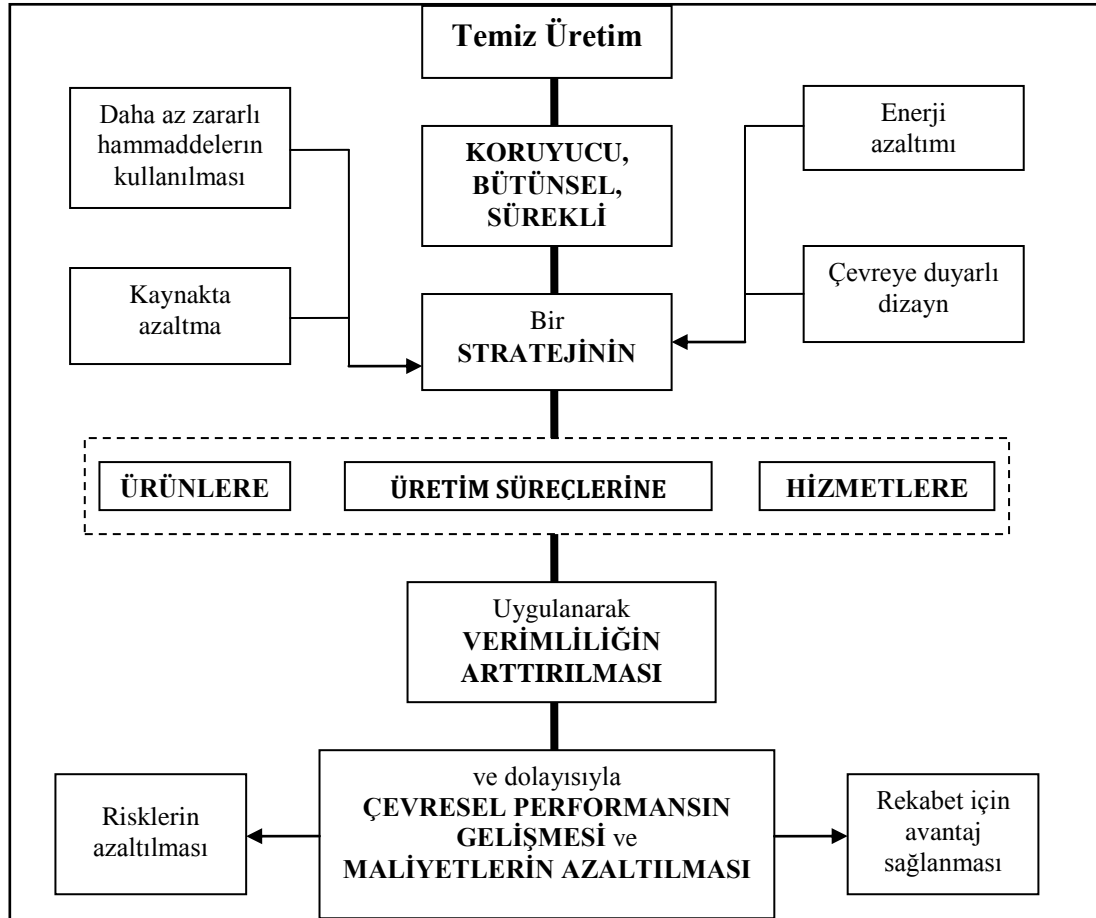 Temiz Üretim
Daha az zararlı
hammaddelerın
kullanılması
Enerji
azaltımı
KORUYUCU,
BÜTÜNSEL,
SÜREKLİ
Kaynakta
azaltma
Çevreye duyarlı
dizayn
Bir
STRATEJİNİN
ÜRÜNLERE
ÜRETİM SÜREÇLERİNE
HİZMETLERE
Uygulanarak
VERİMLİLİĞİN
ARTTIRILMASI
ve dolayısıyla
ÇEVRESEL PERFORMANSIN
GELİŞMESİ ve
MALİYETLERİN AZALTILMASI
Risklerin
azaltılması
Rekabet için
avantaj
sağlanması